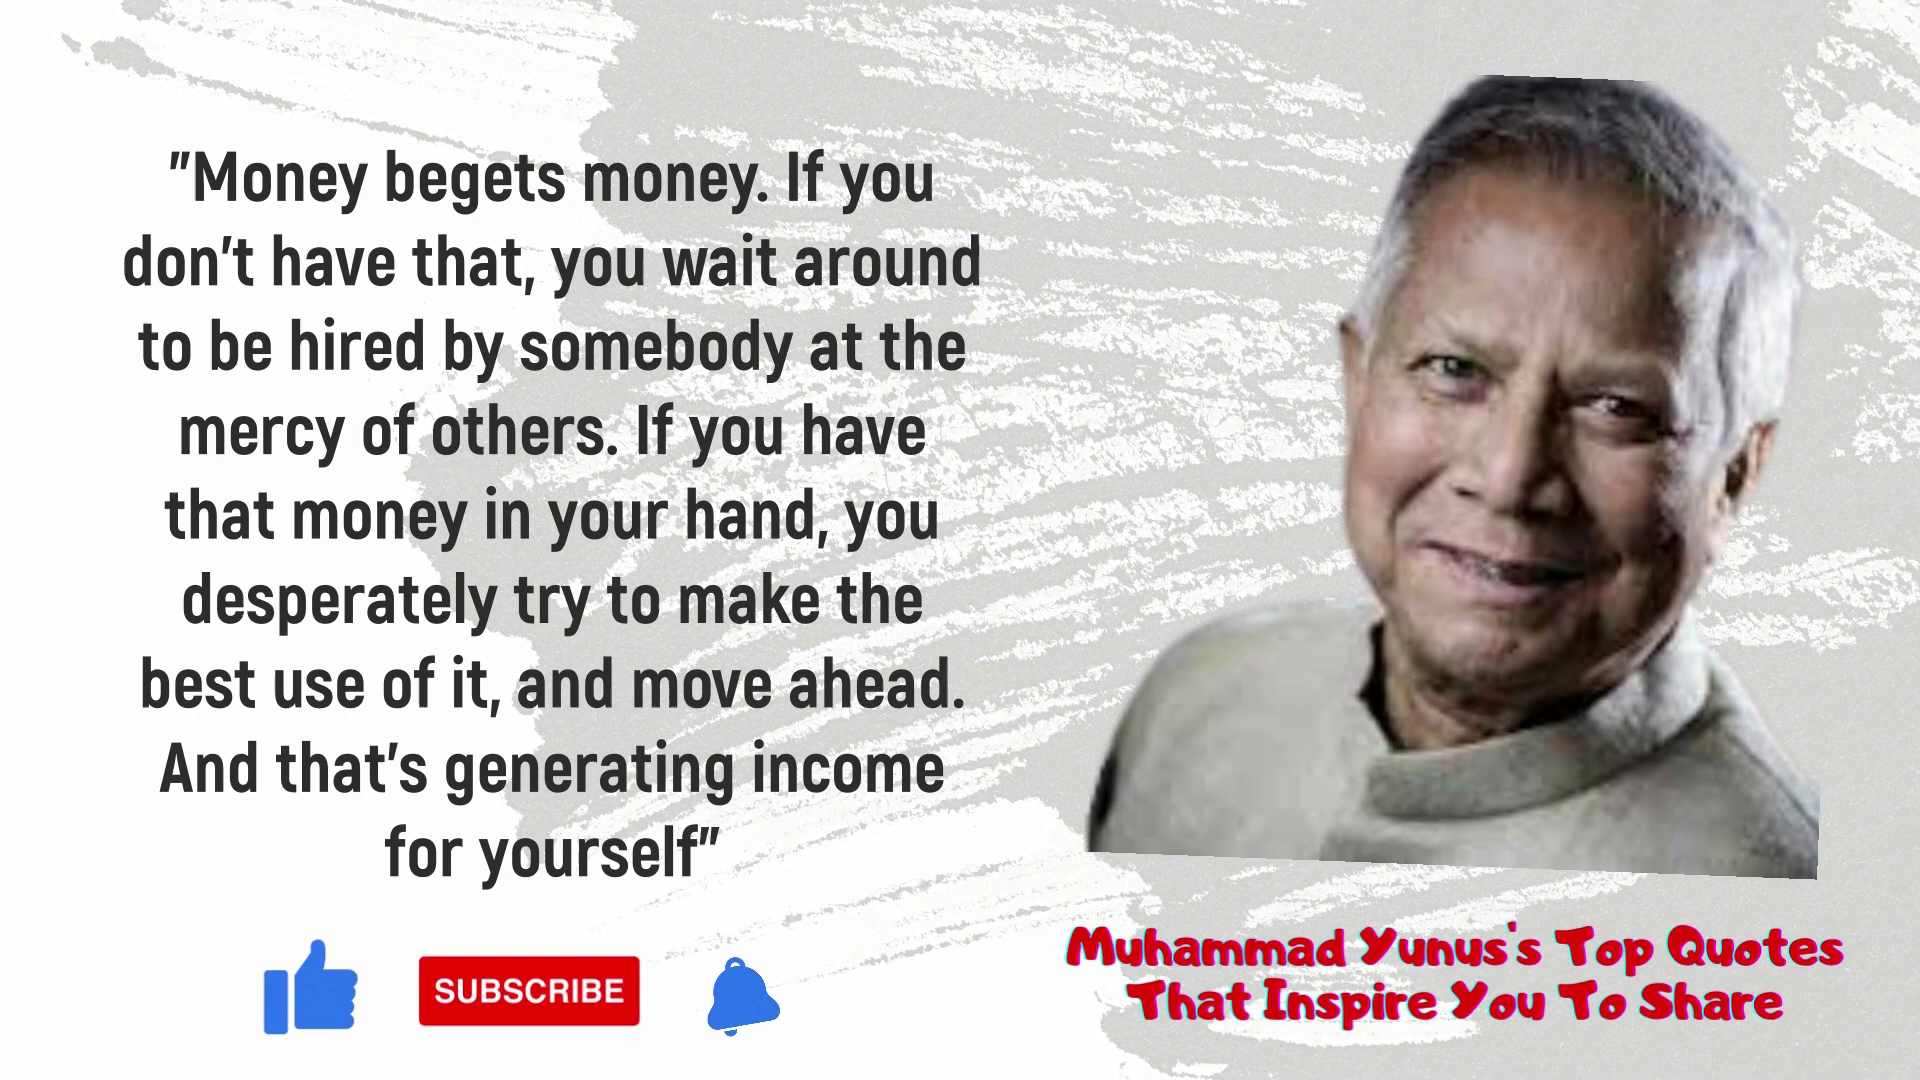 "Money begets money. If you
don't have that, you wait around
to be hired by somebody at the
mercy of others. If you have
that money in your hand, you
desperately try to make the
best use of it, and move ahead.
And that's generating income
for yourself"
SUBSCRIBE
Muhammad Yunus's Top Quotes
That Inspire You To Share